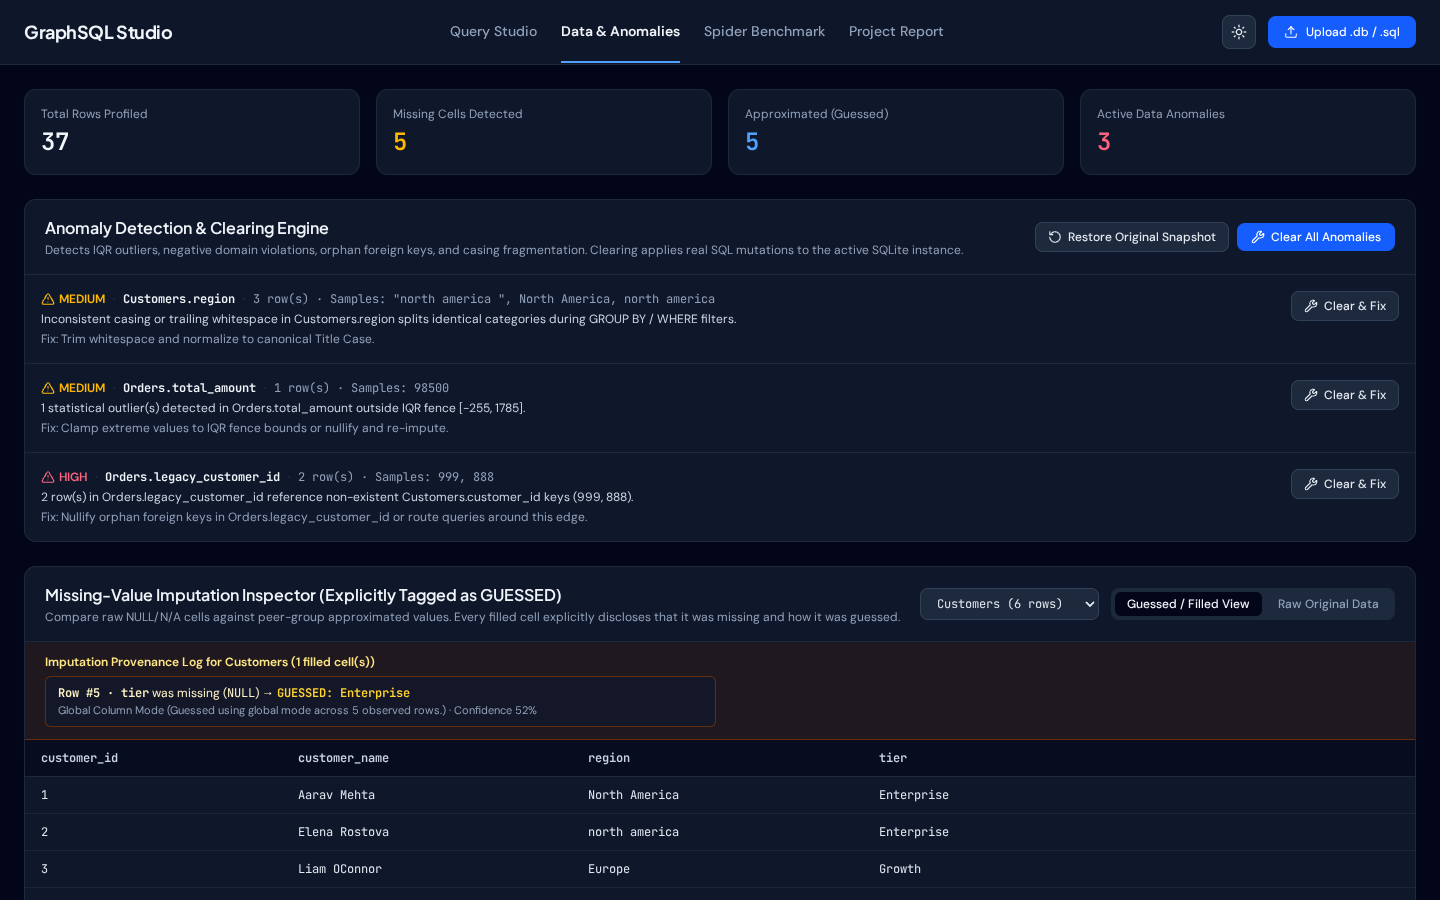 GraphSQL Studio
Query Studio
Data & Anomalies
Spider Benchmark
Project Report
Upload .db / .sql
Total Rows Profiled
37
Missing Cells Detected
5
Approximated (Guessed)
5
Active Data Anomalies
3
Anomaly Detection & Clearing Engine
Detects IQR outliers, negative domain violations, orphan foreign keys, and casing fragmentation. Clearing applies real SQL mutations to the active SQLite instance.
Restore Original Snapshot
Clear All Anomalies
MEDIUM · Customers.region · 3 row(s) · Samples: "north america ", North America, north america
Inconsistent casing or trailing whitespace in Customers.region splits identical categories during GROUP BY / WHERE filters.
Fix: Trim whitespace and normalize to canonical Title Case.
Clear & Fix
MEDIUM · Orders.total_amount · 1 row(s) · Samples: 98500
1 statistical outlier(s) detected in Orders.total_amount outside IQR fence [-255, 1785].
Fix: Clamp extreme values to IQR fence bounds or nullify and re-impute.
Clear & Fix
HIGH · Orders.legacy_customer_id · 2 row(s) · Samples: 999, 888
2 row(s) in Orders.legacy_customer_id reference non-existent Customers.customer_id keys (999, 888).
Fix: Nullify orphan foreign keys in Orders.legacy_customer_id or route queries around this edge.
Clear & Fix
Missing-Value Imputation Inspector (Explicitly Tagged as GUESSED)
Compare raw NULL/N/A cells against peer-group approximated values. Every filled cell explicitly discloses that it was missing and how it was guessed.
Customers (6 rows)
Guessed / Filled View
Raw Original Data
Imputation Provenance Log for Customers (1 filled cell(s))
Row #5 · tier was missing (NULL) → GUESSED: Enterprise
Global Column Mode (Guessed using global mode across 5 observed rows.) · Confidence 52%
customer_id customer_name region tier
1 Aarav Mehta North America Enterprise
2 Elena Rostova north america Enterprise
3 Liam OConnor Europe Growth